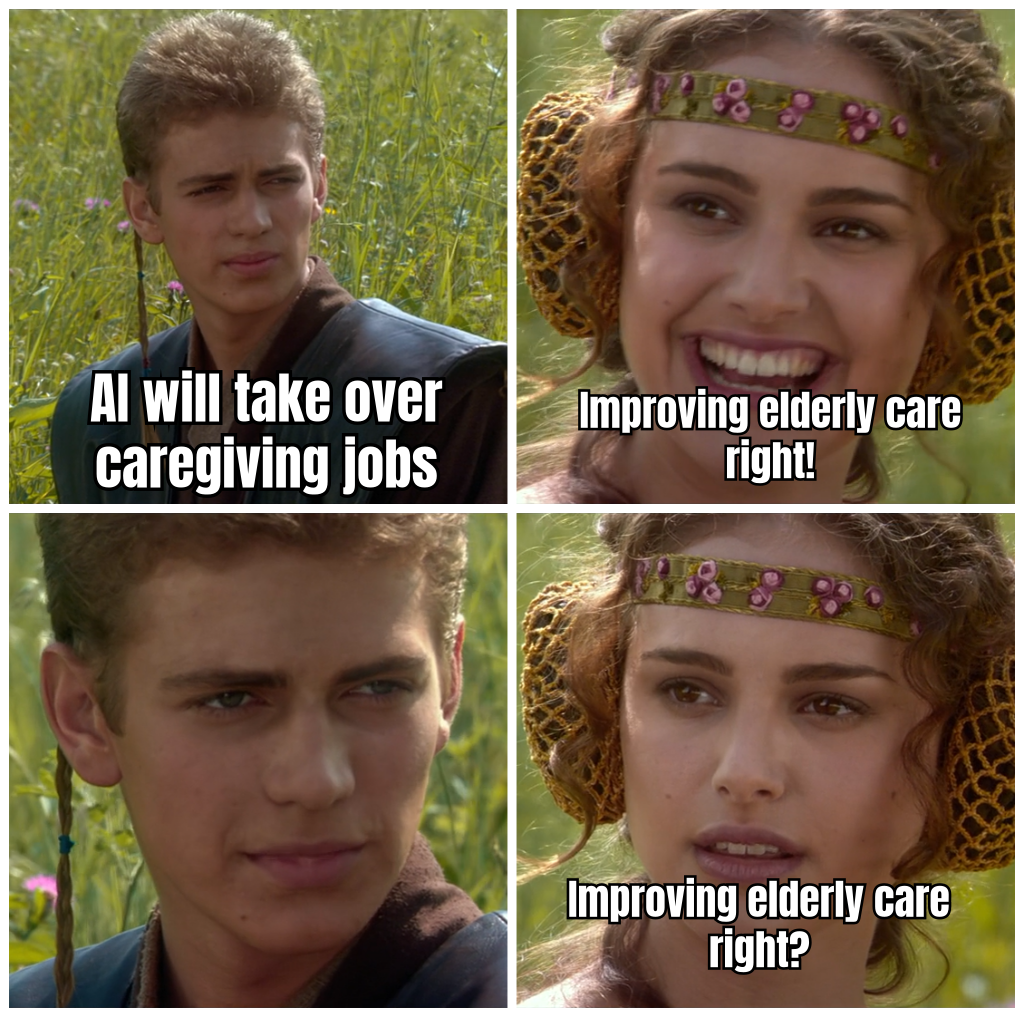 AI will take over
caregiving jobs
Improving elderly care
right!
Improving elderly care
right?